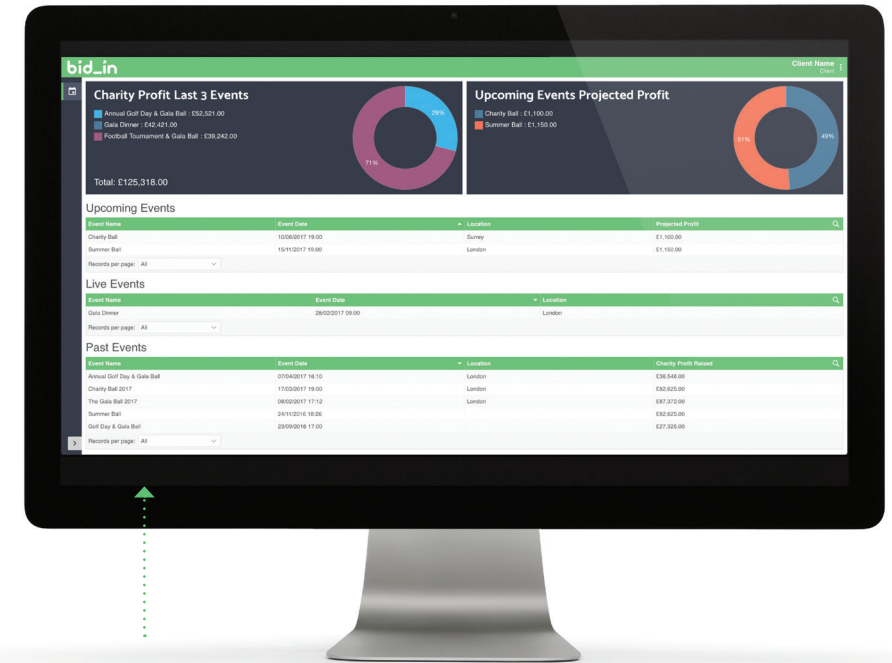 bid_in
Client Name
Client
Charity Profit Last 3 Events
Annual Golf Day & Gala Ball : £52,521.00
Gala Dinner : £42,421.00
Football Tournament & Gala Ball : £39,242.00
Total: £125,318.00
29%
71%
Upcoming Events Projected Profit
Charity Ball : £1,100.00
Summer Ball : £1,150.00
51%
49%
Upcoming Events
Event Name Event Date Location Projected Profit
Charity Ball 10/06/2017 19:00 Surrey £1,100.00
Summer Ball 15/11/2017 19:00 London £1,150.00
Records per page: All
Live Events
Event Name Event Date Location
Gala Dinner 28/02/2017 09:00 London
Records per page: All
Past Events
Event Name Event Date Location Charity Profit Raised
Annual Golf Day & Gala Ball 07/04/2017 16:10 London £36,546.00
Charity Ball 2017 17/03/2017 19:00 London £92,625.00
The Gala Ball 2017 08/02/2017 17:12 London £87,372.00
Summer Ball 24/11/2016 18:26 £92,625.00
Golf Day & Gala Ball 23/09/2016 17:00 £27,325.00
Records per page: All